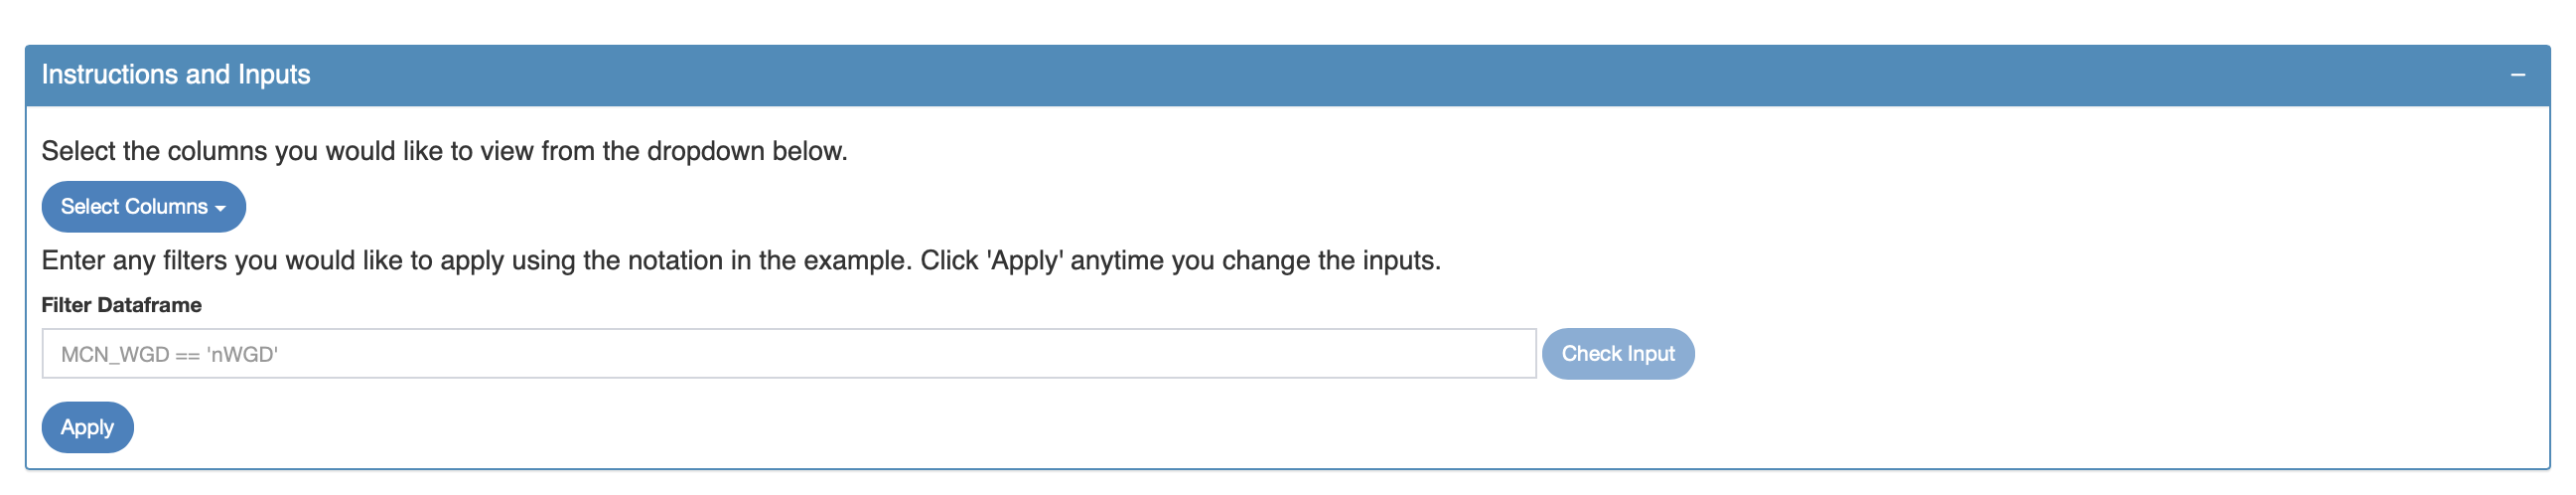 Instructions and Inputs
Select the columns you would like to view from the dropdown below.
Select Columns
Enter any filters you would like to apply using the notation in the example. Click 'Apply' anytime you change the inputs.
Filter Dataframe
MCN_WGD == 'nWGD'
Check Input
Apply